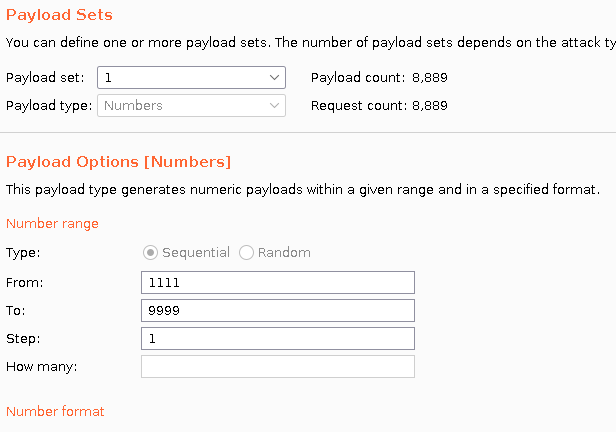 Payload Sets
You can define one or more payload sets. The number of payload sets depends on the attack ty
Payload set: 1 Payload count: 8,889
Payload type: Numbers Request count: 8,889
Payload Options [Numbers]
This payload type generates numeric payloads within a given range and in a specified format.
Number range
Type: Sequential Random
From: 1111
To: 9999
Step: 1
How many:
Number format